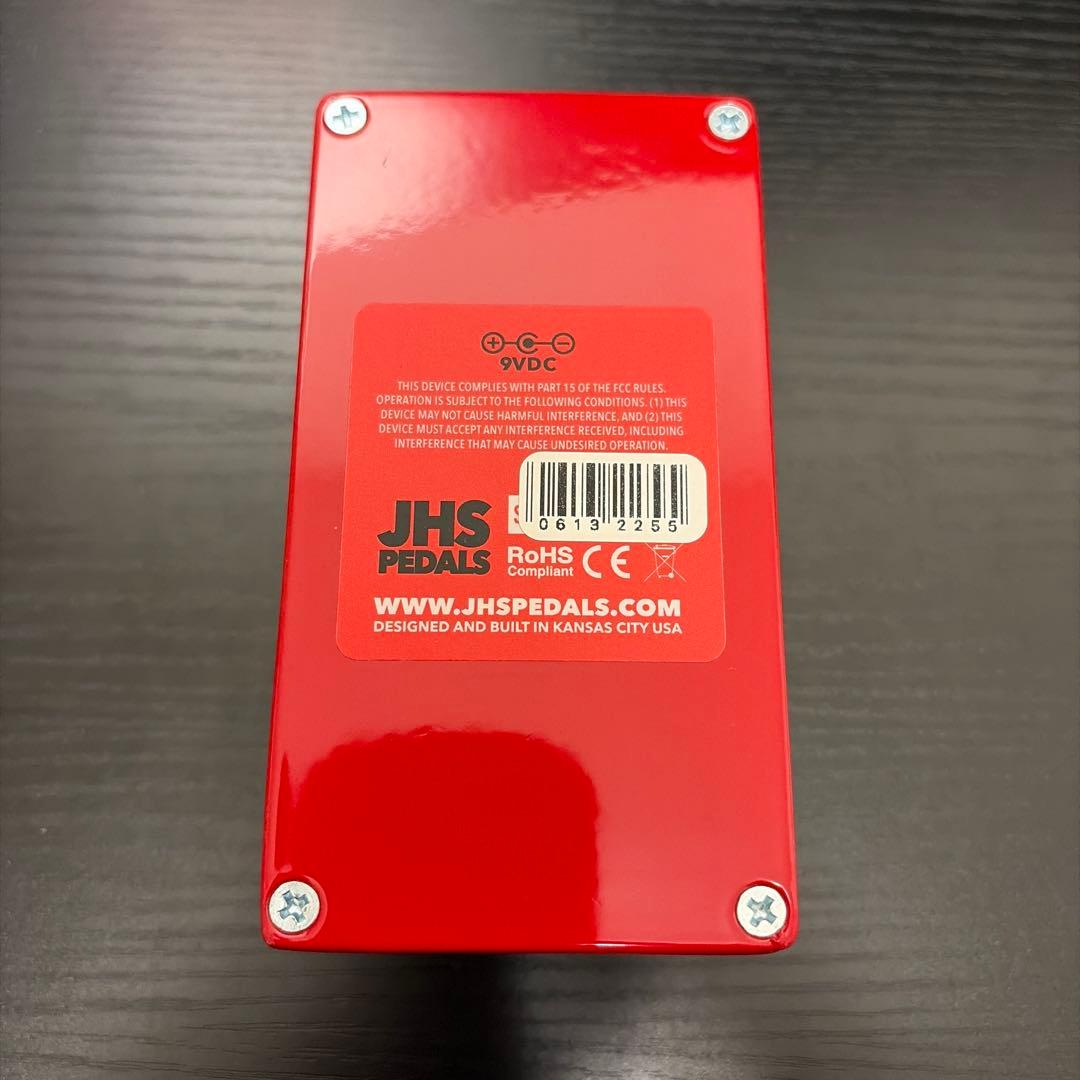 9VDC
THIS DEVICE COMPLIES WITH PART 15 OF THE FCC RULES.
OPERATION IS SUBJECT TO THE FOLLOWING CONDITIONS. (1) THIS
DEVICE MAY NOT CAUSE HARMFUL INTERFERENCE, AND (2) THIS
DEVICE MUST ACCEPT ANY INTERFERENCE RECEIVED, INCLUDING
INTERFERENCE THAT MAY CAUSE UNDESIRED OPERATION.
0613 2255
JHS
PEDALS
RoHS
Compliant
CE
WWW.JHSPEDALS.COM
DESIGNED AND BUILT IN KANSAS CITY USA